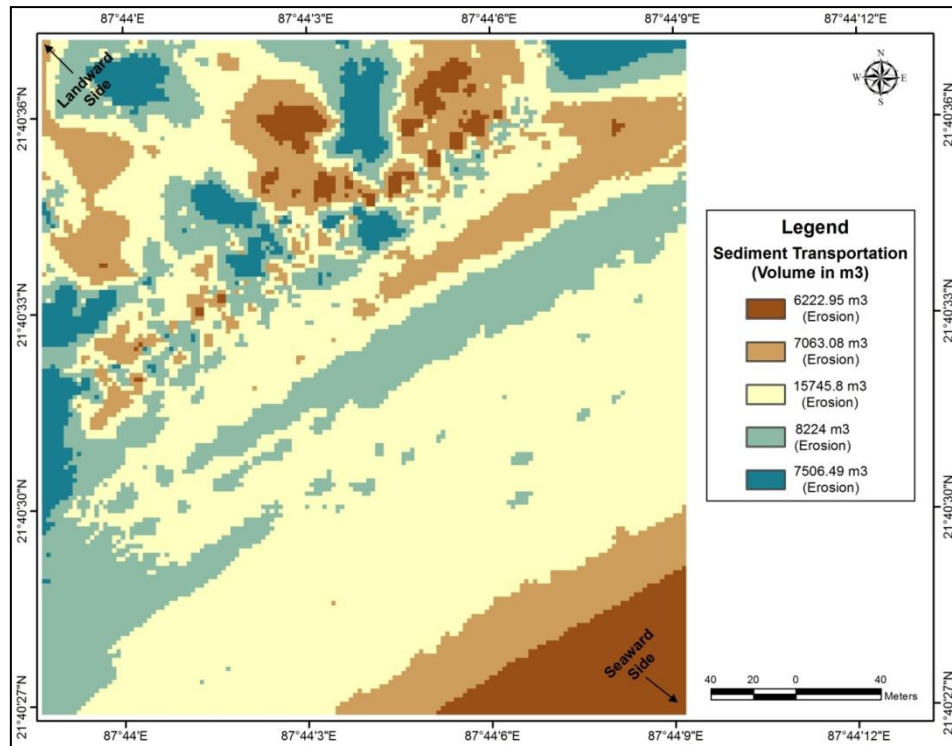 87°44'E 87°44'3"E 87°44'6"E 87°44'9"E 87°44'12"E
Landward
Side
N
W E
S
21°40'36"N 21°40'36"N
Legend
Sediment Transportation
(Volume in m3)
6222.95 m3
(Erosion)
7063.08 m3
(Erosion)
21°40'33"N 21°40'33"N
15745.8 m3
(Erosion)
8224 m3
(Erosion)
7506.49 m3
(Erosion)
21°40'30"N 21°40'30"N
Seaward
Side
40 20 0 40
Meters
21°40'27"N 21°40'27"N
87°44'E 87°44'3"E 87°44'6"E 87°44'9"E 87°44'12"E